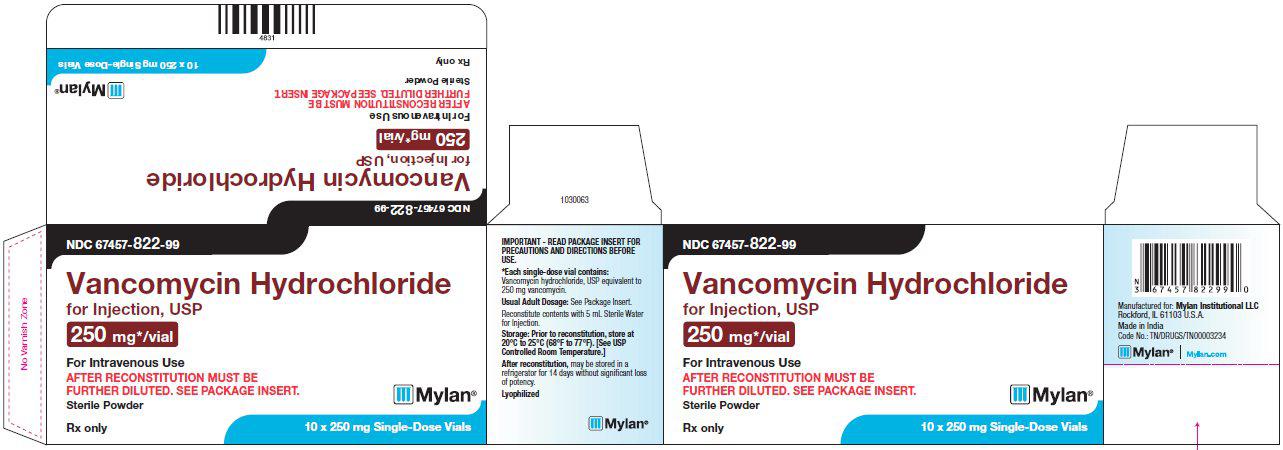 4831
Rx only
10 x 250 mg Single-Dose Vials
Sterile Powder
AFTER RECONSTITUTION MUST BE
FURTHER DILUTED. SEE PACKAGE INSERT.
Mylan®
For Intravenous Use
250 mg*/vial
for Injection, USP
Vancomycin Hydrochloride
NDC 67457-822-99
No Varnish Zone
NDC 67457-822-99
Vancomycin Hydrochloride
for Injection, USP
250 mg*/vial
For Intravenous Use
AFTER RECONSTITUTION MUST BE
FURTHER DILUTED. SEE PACKAGE INSERT.
Sterile Powder
Mylan®
Rx only
10 x 250 mg Single-Dose Vials
1030063
IMPORTANT - READ PACKAGE INSERT FOR
PRECAUTIONS AND DIRECTIONS BEFORE
USE.
*Each single-dose vial contains:
Vancomycin hydrochloride, USP equivalent to
250 mg vancomycin.
Usual Adult Dosage: See Package Insert.
Reconstitute contents with 5 mL Sterile Water
for Injection.
Storage: Prior to reconstitution, store at
20°C to 25°C (68°F to 77°F). [See USP
Controlled Room Temperature.]
After reconstitution, may be stored in a
refrigerator for 14 days without significant loss
of potency.
Lyophilized
Mylan®
NDC 67457-822-99
Vancomycin Hydrochloride
for Injection, USP
250 mg*/vial
For Intravenous Use
AFTER RECONSTITUTION MUST BE
FURTHER DILUTED. SEE PACKAGE INSERT.
Sterile Powder
Mylan®
Rx only
10 x 250 mg Single-Dose Vials
N
3 67457 82299 0
Manufactured for: Mylan Institutional LLC
Rockford, IL 61103 U.S.A.
Made in India
Code No.: TN/DRUGS/TN00003234
Mylan® Mylan.com